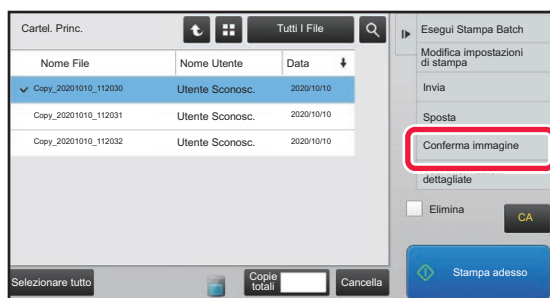 Cartel. Princ.
Tutti I File
Nome File
Nome Utente
Data
Copy_20201010_112030
Utente Sconosc.
2020/10/10
Copy_20201010_112031
Utente Sconosc.
2020/10/10
Copy_20201010_112032
Utente Sconosc.
2020/10/10
Selezionare tutto
Copie
totali
Cancella
Esegui Stampa Batch
Modifica impostazioni
di stampa
Invia
Sposta
Conferma immagine
dettagliate
Elimina
CA
Stampa adesso